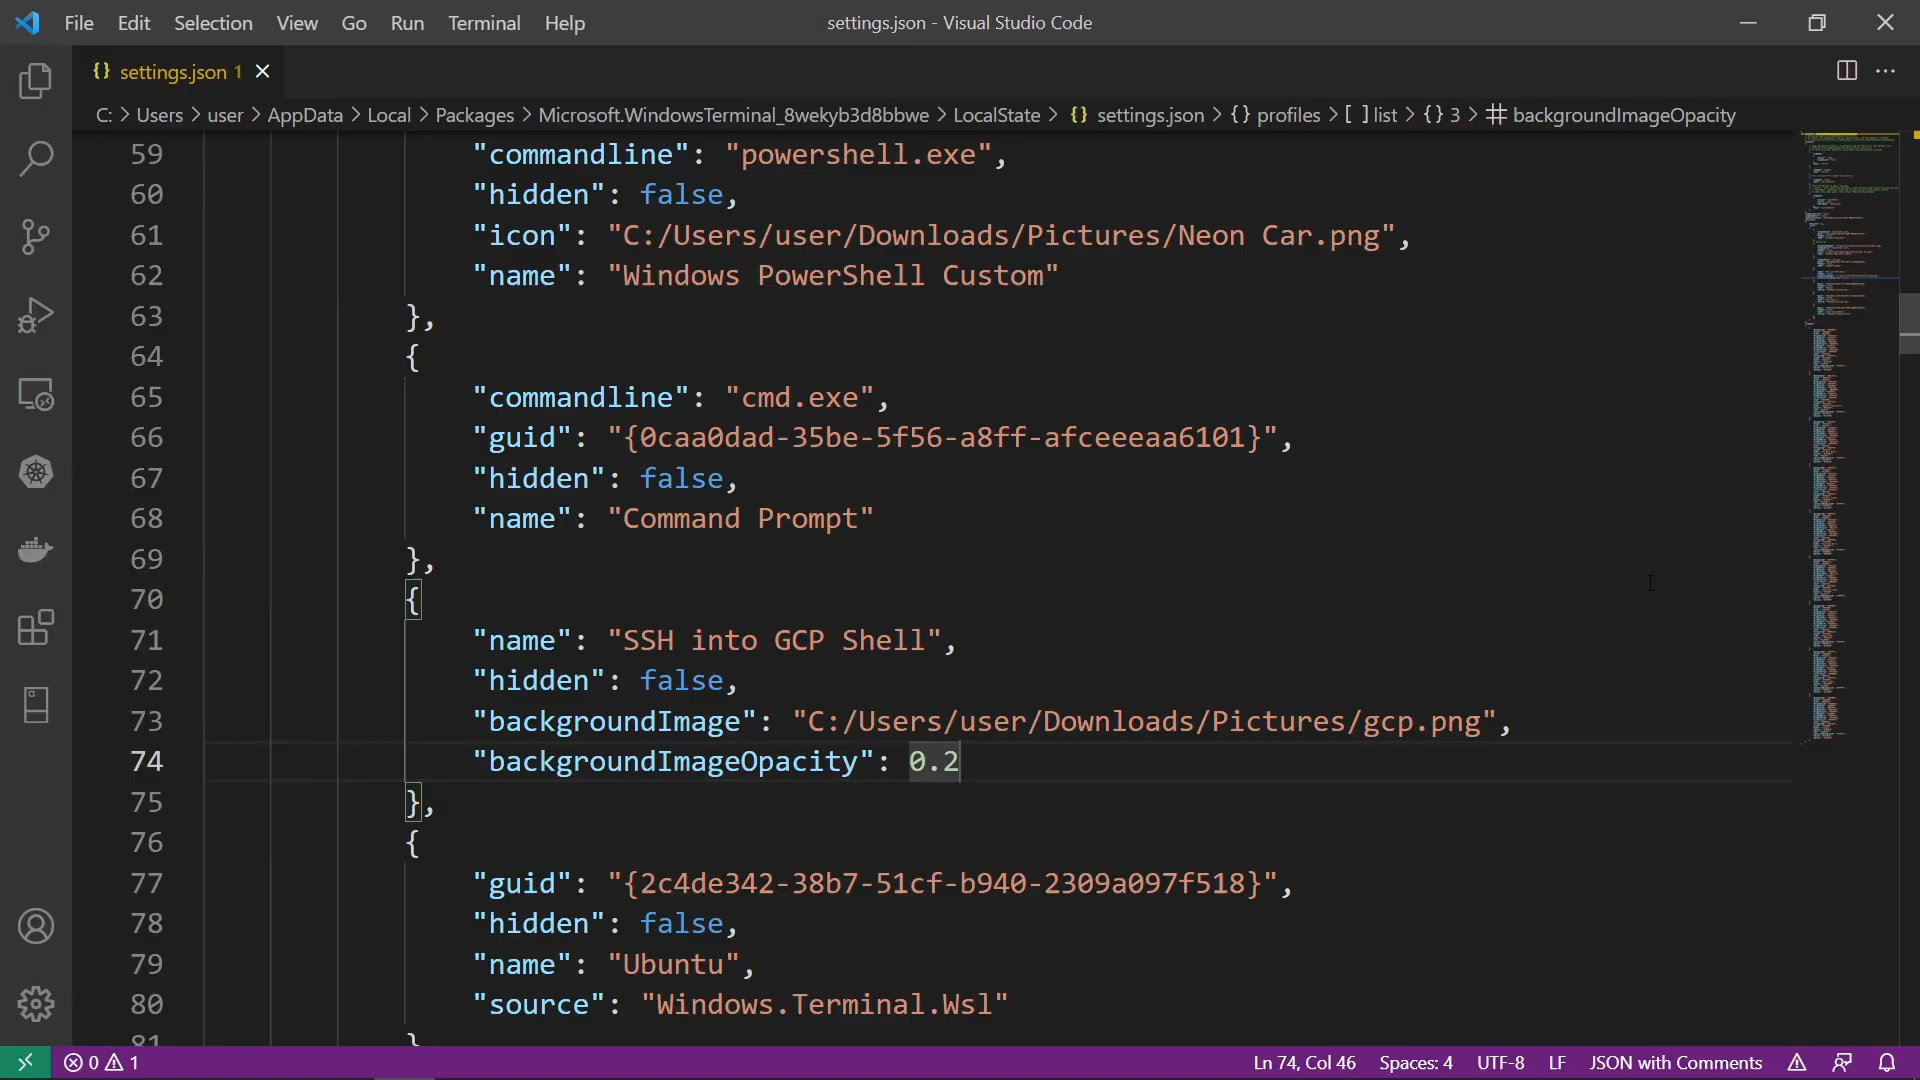 File Edit Selection View Go Run Terminal Help settings.json - Visual Studio Code
{} settings.json 1
C: > Users > user > AppData > Local > Packages > Microsoft.WindowsTerminal_8wekyb3d8bbwe > LocalState > {} settings.json > {} profiles > [ ] list > {} 3 > backgroundImageOpacity
59 "commandline": "powershell.exe",
60 "hidden": false,
61 "icon": "C:/Users/user/Downloads/Pictures/Neon Car.png",
62 "name": "Windows PowerShell Custom"
63 },
64 {
65 "commandline": "cmd.exe",
66 "guid": "{0caa0dad-35be-5f56-a8ff-afceeeaa6101}",
67 "hidden": false,
68 "name": "Command Prompt"
69 },
70 {
71 "name": "SSH into GCP Shell",
72 "hidden": false,
73 "backgroundImage": "C:/Users/user/Downloads/Pictures/gcp.png",
74 "backgroundImageOpacity": 0.2
75 },
76 {
77 "guid": "{2c4de342-38b7-51cf-b940-2309a097f518}",
78 "hidden": false,
79 "name": "Ubuntu",
80 "source": "Windows.Terminal.Wsl"
81 }
0 1 Ln 74, Col 46 Spaces: 4 UTF-8 LF JSON with Comments